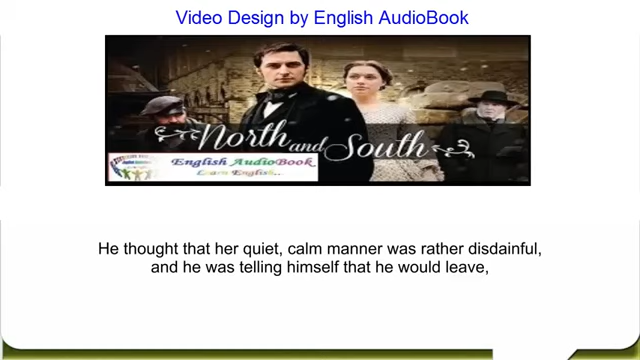 Video Design by English AudioBook
North and South
English AudioBook
Learn English...
He thought that her quiet, calm manner was rather disdainful,
and he was telling himself that he would leave,